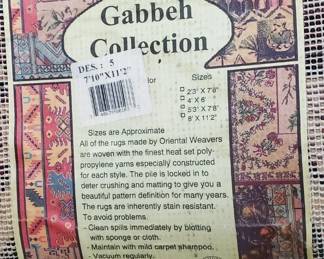 Gabbeh
Collection
DES. : 5
7'10"X11'2"
Sizes
2'3' X 7'8'
4' X 6'
5'3' X 7'8'
8' X 11'2'
Sizes are Approximate
All of the rugs made by Oriental Weavers
are woven with the finest heat set poly-
propylene yarns especially constructed
for each style. The pile is locked in to
deter crushing and matting to give you a
beautiful pattern definition for many years.
The rugs are inherently stain resistant.
To avoid problems.
- Clean spills immediately by blotting
with sponge or cloth.
- Maintain with mild carpet shampoo.
- Vacuum regularly.